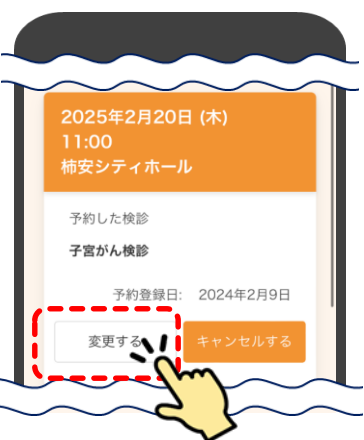 2025年2月20日 (木)
11:00
柿安シティホール
予約した検診
子宮がん検診
予約登録日: 2024年2月9日
変更する
キャンセルする